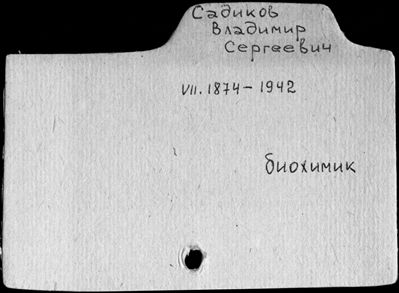 Садиков
Владимир
Сергеевич
VII. 1874 – 1942
биохимик